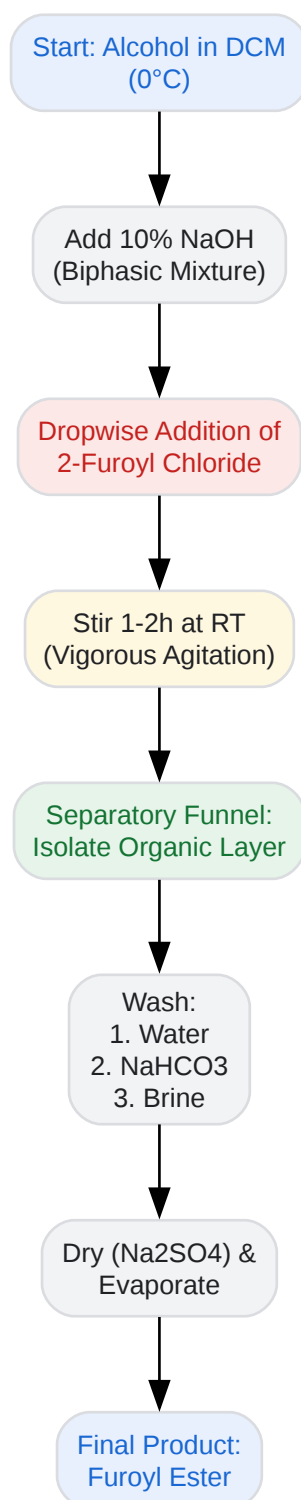 Start: Alcohol in DCM
(0°C)
Add 10% NaOH
(Biphasic Mixture)
Dropwise Addition of
2-Furoyl Chloride
Stir 1-2h at RT
(Vigorous Agitation)
Separatory Funnel:
Isolate Organic Layer
Wash:
1. Water
2. NaHCO3
3. Brine
Dry (Na2SO4) &
Evaporate
Final Product:
Furoyl Ester